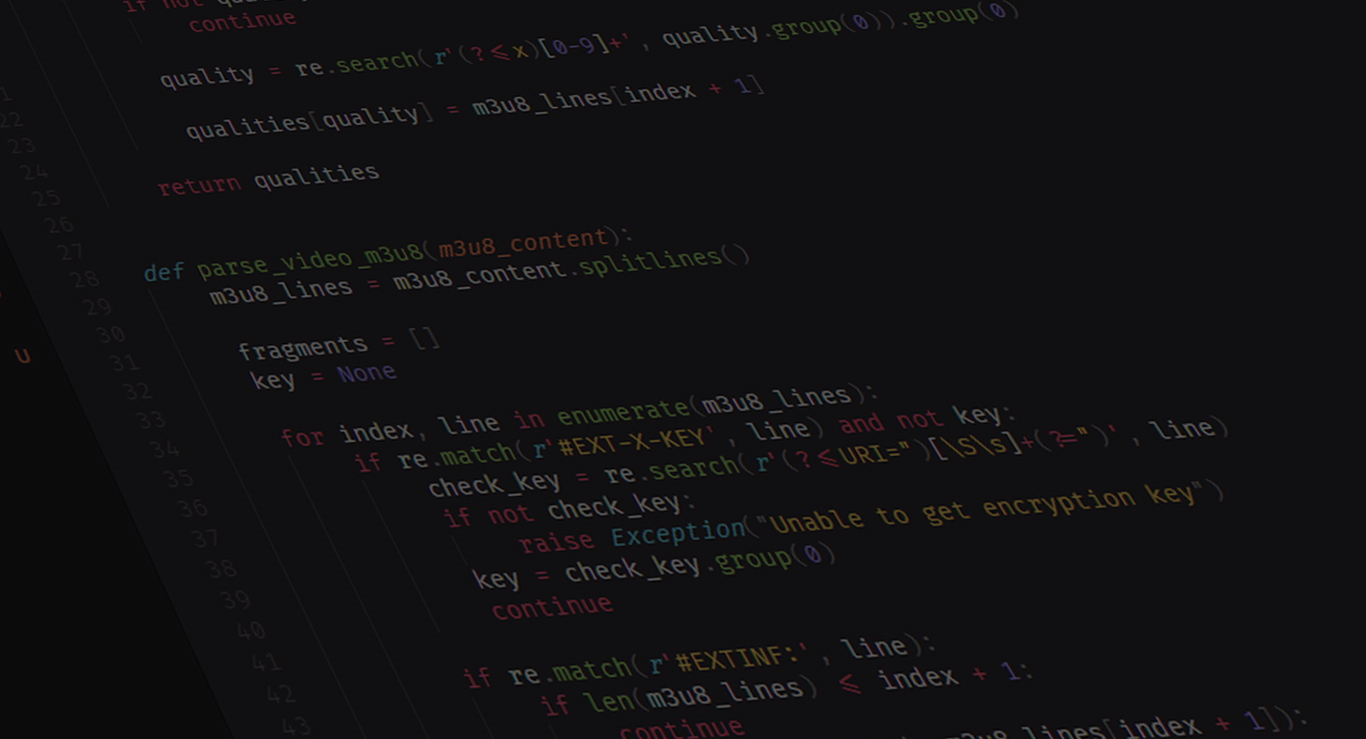 if not
continue
quality = re.search(r'(?<=x)[0-9]+', quality.group(0)).group(0)
22 qualities[quality] = m3u8_lines[index + 1]
23
24 return qualities
25
26
27 def parse_video_m3u8(m3u8_content):
28 m3u8_lines = m3u8_content.splitlines()
29
30 fragments = []
31 key = None
32
33 for index, line in enumerate(m3u8_lines):
34 if re.match(r'#EXT-X-KEY', line) and not key:
35 check_key = re.search(r'(?<=URI=")[\S\s]+(?=")', line)
36 if not check_key:
37 raise Exception("Unable to get encryption key")
38 key = check_key.group(0)
39 continue
40
41 if re.match(r'#EXTINF:', line):
42 if len(m3u8_lines) <= index + 1:
43 continue
m3u8_lines[index + 1]):
U